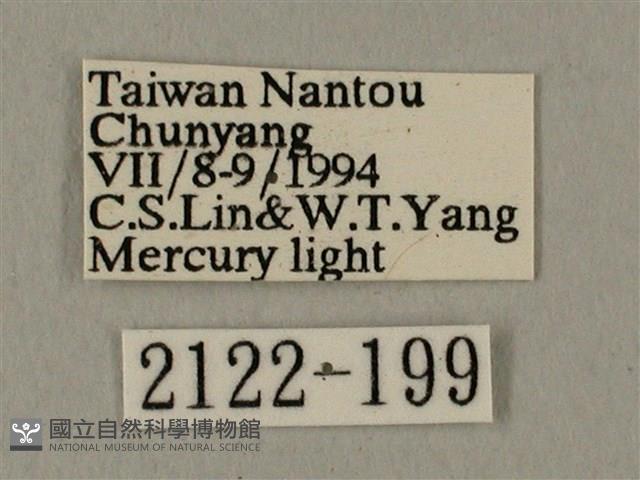 Taiwan Nantou
Chunyang
VII/8-9/1994
C.S.Lin&W.T.Yang
Mercury light
2122-199
國立自然科學博物館
NATIONAL MUSEUM OF NATURAL SCIENCE